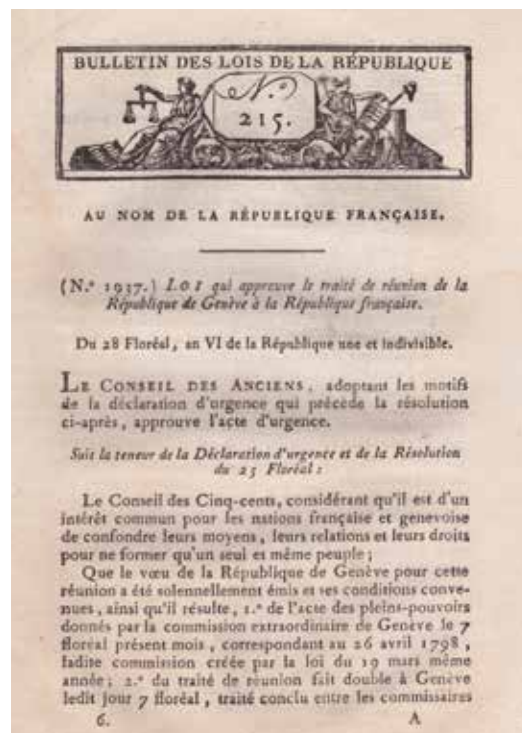 BULLETIN DES LOIS DE LA RÉPUBLIQUE
N.º
215.
AU NOM DE LA RÉPUBLIQUE FRANÇAISE.
(N.º 1937.) LOI qui approuve le traité de réunion de la
République de Genève à la République française.
Du 28 Floréal, an VI de la République une et indivisible.
LE CONSEIL DES ANCIENS, adoptant les motifs
de la déclaration d'urgence qui précède la résolution
ci-après, approuve l'acte d'urgence.
Suit la teneur de la Déclaration d'urgence et de la Résolution
du 25 Floréal :
Le Conseil des Cinq-cents, considérant qu'il est d'un
intérêt commun pour les nations française et genevoise
de confondre leurs moyens, leurs relations et leurs droits
pour ne former qu'un seul et même peuple ;
Que le vœu de la République de Genève pour cette
réunion a été solennellement émis et ses conditions conve-
nues, ainsi qu'il résulte, 1.º de l'acte des pleins-pouvoirs
donnés par la commission extraordinaire de Genève le 7
floréal présent mois, correspondant au 26 avril 1798,
ladite commission créée par la loi du 19 mars même
année ; 2.º du traité de réunion fait double à Genève
ledit jour 7 floréal, traité conclu entre les commissaires
6. A